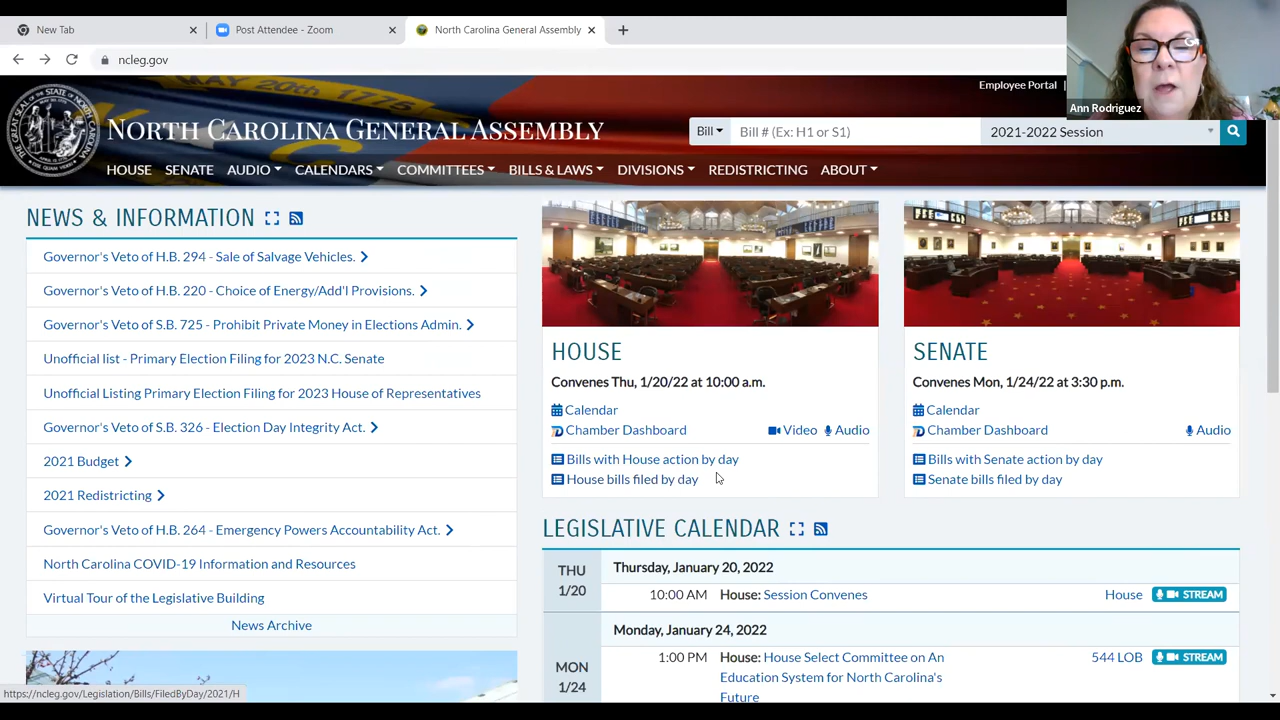 New Tab
Post Attendee - Zoom
North Carolina General Assembly
ncleg.gov
Ann Rodriguez
MAY 20TH 1775
Employee Portal |
NORTH CAROLINA GENERAL ASSEMBLY
Bill
Bill # (Ex: H1 or S1)
2021-2022 Session
HOUSE SENATE AUDIO CALENDARS COMMITTEES BILLS & LAWS DIVISIONS REDISTRICTING ABOUT
NEWS & INFORMATION
Governor's Veto of H.B. 294 - Sale of Salvage Vehicles.
Governor's Veto of H.B. 220 - Choice of Energy/Add'l Provisions.
Governor's Veto of S.B. 725 - Prohibit Private Money in Elections Admin.
Unofficial list - Primary Election Filing for 2023 N.C. Senate
Unofficial Listing Primary Election Filing for 2023 House of Representatives
Governor's Veto of S.B. 326 - Election Day Integrity Act.
2021 Budget
2021 Redistricting
Governor's Veto of H.B. 264 - Emergency Powers Accountability Act.
North Carolina COVID-19 Information and Resources
Virtual Tour of the Legislative Building
News Archive
HOUSE
Convenes Thu, 1/20/22 at 10:00 a.m.
Calendar
Chamber Dashboard Video Audio
Bills with House action by day
House bills filed by day
SENATE
Convenes Mon, 1/24/22 at 3:30 p.m.
Calendar
Chamber Dashboard Audio
Bills with Senate action by day
Senate bills filed by day
LEGISLATIVE CALENDAR
THU
1/20
Thursday, January 20, 2022
10:00 AM House: Session Convenes House STREAM
MON
1/24
Monday, January 24, 2022
1:00 PM House: House Select Committee on An 544 LOB STREAM
Education System for North Carolina's
Future
https://ncleg.gov/Legislation/Bills/FiledByDay/2021/H